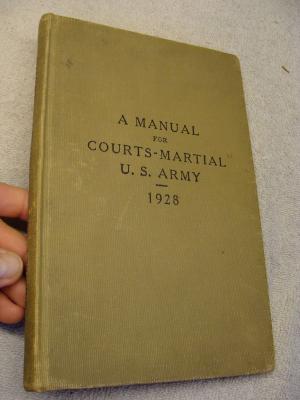 A MANUAL
FOR
COURTS-MARTIAL
U. S. ARMY
1928